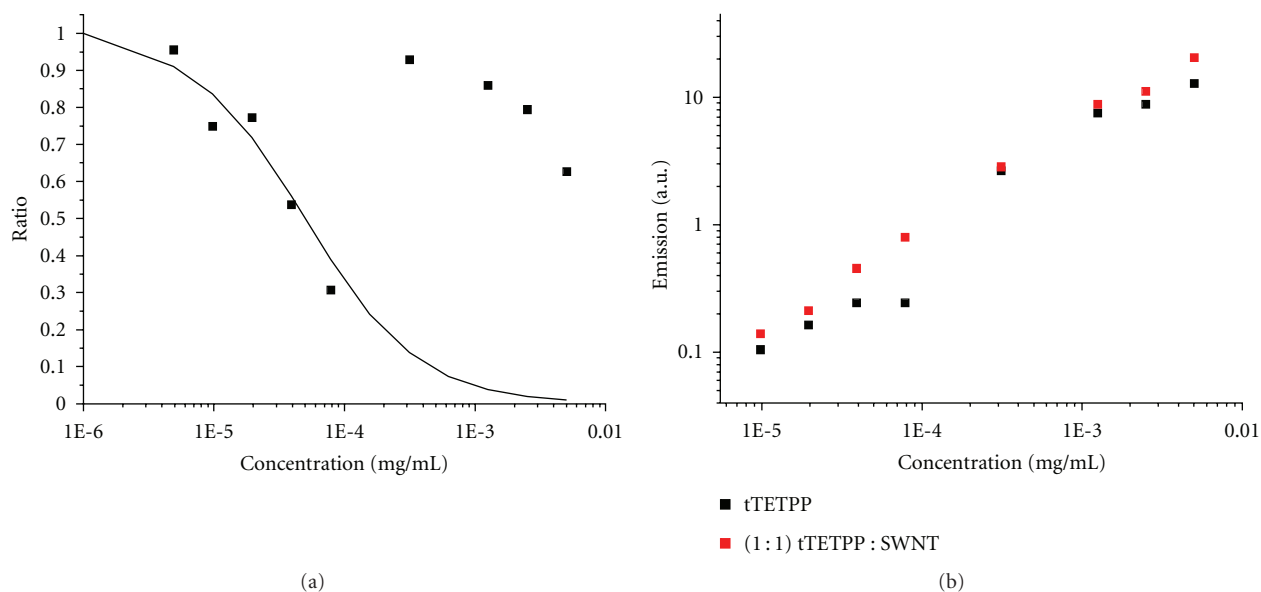 1
0.9
0.8
0.7
0.6
0.5
0.4
0.3
0.2
0.1
0
Ratio
1E-6 1E-5 1E-4 1E-3 0.01
Concentration (mg/mL)
(a)
10
1
0.1
Emission (a.u.)
1E-5 1E-4 1E-3 0.01
Concentration (mg/mL)
tTETPP
(1:1) tTETPP : SWNT
(b)